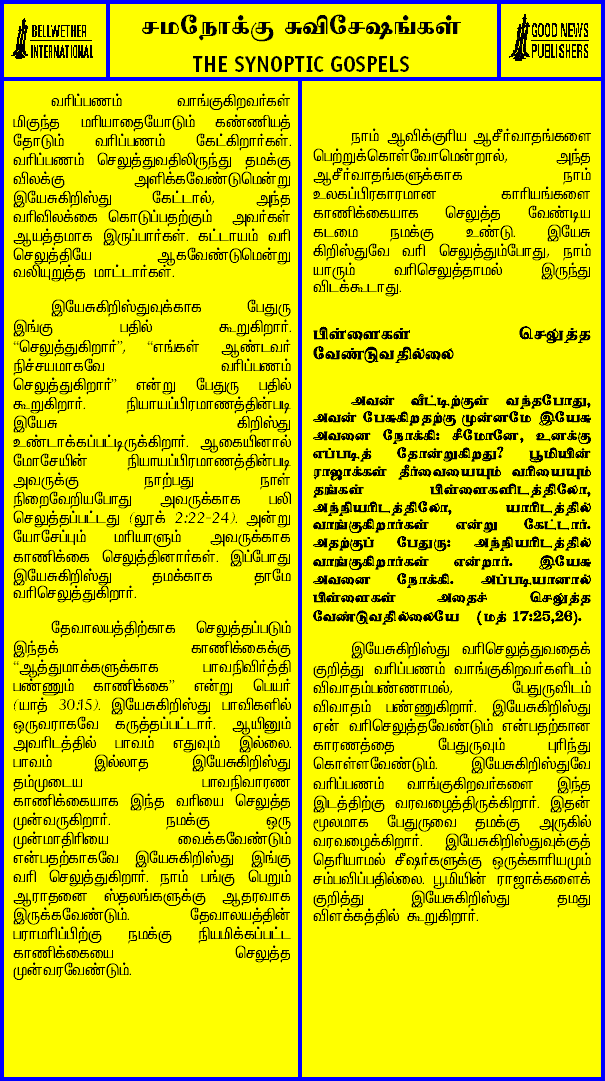 BELLWETHER
INTERNATIONAL
சமநோக்கு சுவிசேஷங்கள்
THE SYNOPTIC GOSPELS
GOOD NEWS
PUBLISHERS
வரிப்பணம் வாங்குகிறவர்கள்
மிகுந்த மரியாதையோடும் கண்ணியத்
தோடும் வரிப்பணம் கேட்கிறார்கள்.
வரிப்பணம் செலுத்துவதிலிருந்து தமக்கு
விலக்கு அளிக்கவேண்டுமென்று
இயேசுகிறிஸ்து கேட்டால், அந்த
வரிவிலக்கை கொடுப்பதற்கும் அவர்கள்
ஆயத்தமாக இருப்பார்கள். கட்டாயம் வரி
செலுத்தியே ஆகவேண்டுமென்று
வலியுறுத்த மாட்டார்கள்.
இயேசுகிறிஸ்துவுக்காக பேதுரு
இங்கு பதில் கூறுகிறார்.
“செலுத்துகிறார்”, “எங்கள் ஆண்டவர்
நிச்சயமாகவே வரிப்பணம்
செலுத்துகிறார்” என்று பேதுரு பதில்
கூறுகிறார். நியாயப்பிரமாணத்தின்படி
இயேசு கிறிஸ்து
உண்டாக்கப்பட்டிருக்கிறார். ஆகையினால்
மோசேயின் நியாயப்பிரமாணத்தின்படி
அவருக்கு நாற்பது நாள்
நிறைவேறியபோது அவருக்காக பலி
செலுத்தப்பட்டது (லூக் 2:22-24). அன்று
யோசேப்பும் மரியாளும் அவருக்காக
காணிக்கை செலுத்தினார்கள். இப்போது
இயேசுகிறிஸ்து தமக்காக தாமே
வரிசெலுத்துகிறார்.
தேவாலயத்திற்காக செலுத்தப்படும்
இந்தக் காணிக்கைக்கு
“ஆத்துமாக்களுக்காக பாவநிவிர்த்தி
பண்ணும் காணிக்கை” என்று பெயர்
(யாத் 30:15). இயேசுகிறிஸ்து பாவிகளில்
ஒருவராகவே கருத்தப்பட்டார். ஆயினும்
அவரிடத்தில் பாவம் எதுவும் இல்லை.
பாவம் இல்லாத இயேசுகிறிஸ்து
தம்முடைய பாவநிவாரண
காணிக்கையாக இந்த வரியை செலுத்த
முன்வருகிறார். நமக்கு ஒரு
முன்மாதிரியை வைக்கவேண்டும்
என்பதற்காகவே இயேசுகிறிஸ்து இங்கு
வரி செலுத்துகிறார். நாம் பங்கு பெறும்
ஆராதனை ஸ்தலங்களுக்கு ஆதரவாக
இருக்கவேண்டும். தேவாலயத்தின்
பராமரிப்பிற்கு நமக்கு நியமிக்கப்பட்ட
காணிக்கையை செலுத்த
முன்வரவேண்டும்.
நாம் ஆவிக்குரிய ஆசீர்வாதங்களை
பெற்றுக்கொள்வோமென்றால், அந்த
ஆசீர்வாதங்களுக்காக நாம்
உலகப்பிரகாரமான காரியங்களை
காணிக்கையாக செலுத்த வேண்டிய
கடமை நமக்கு உண்டு. இயேசு
கிறிஸ்துவே வரி செலுத்தும்போது, நாம்
யாரும் வரிசெலுத்தாமல் இருந்து
விடக்கூடாது.
பிள்ளைகள் செலுத்த
வேண்டுவதில்லை
அவன் வீட்டிற்குள் வந்தபோது,
அவன் பேசுகிறதற்கு முன்னமே இயேசு
அவனை நோக்கி: சீமோனே, உனக்கு
எப்படித் தோன்றுகிறது? பூமியின்
ராஜாக்கள் தீர்வையையும் வரியையும்
தங்கள் பிள்ளைகளிடத்திலோ,
அந்நியரிடத்திலோ, யாரிடத்தில்
வாங்குகிறார்கள் என்று கேட்டார்.
அதற்குப் பேதுரு: அந்நியரிடத்தில்
வாங்குகிறார்கள் என்றார். இயேசு
அவனை நோக்கி. அப்படியானால்
பிள்ளைகள் அதைச் செலுத்த
வேண்டுவதில்லையே (மத் 17:25,26).
இயேசுகிறிஸ்து வரிசெலுத்துவதைக்
குறித்து வரிப்பணம் வாங்குகிறவர்களிடம்
விவாதம்பண்ணாமல், பேதுருவிடம்
விவாதம் பண்ணுகிறார். இயேசுகிறிஸ்து
ஏன் வரிசெலுத்தவேண்டும் என்பதற்கான
காரணத்தை பேதுருவும் புரிந்து
கொள்ளவேண்டும். இயேசுகிறிஸ்துவே
வரிப்பணம் வாங்குகிறவர்களை இந்த
இடத்திற்கு வரவழைத்திருக்கிறார். இதன்
மூலமாக பேதுருவை தமக்கு அருகில்
வரவழைக்கிறார். இயேசுகிறிஸ்துவுக்குத்
தெரியாமல் சீஷர்களுக்கு ஒருக்காரியமும்
சம்பவிப்பதில்லை. பூமியின் ராஜாக்களைக்
குறித்து இயேசுகிறிஸ்து தமது
விளக்கத்தில் கூறுகிறார்.